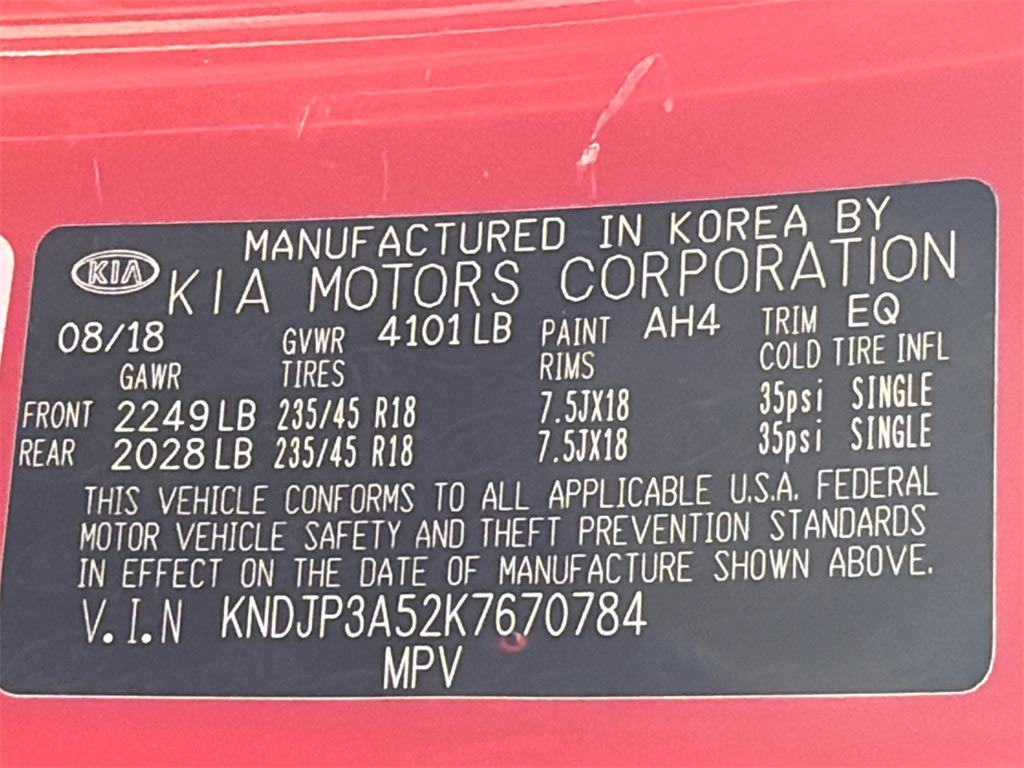 MANUFACTURED IN KOREA BY
KIA KIA MOTORS CORPORATION
08/18 GVWR 4101 LB PAINT AH4 TRIM EQ
GAWR TIRES RIMS COLD TIRE INFL
FRONT 2249 LB 235/45 R18 7.5JX18 35psi SINGLE
REAR 2028 LB 235/45 R18 7.5JX18 35psi SINGLE
THIS VEHICLE CONFORMS TO ALL APPLICABLE U.S.A. FEDERAL
MOTOR VEHICLE SAFETY AND THEFT PREVENTION STANDARDS
IN EFFECT ON THE DATE OF MANUFACTURE SHOWN ABOVE.
V.I.N KNDJP3A52K7670784
MPV